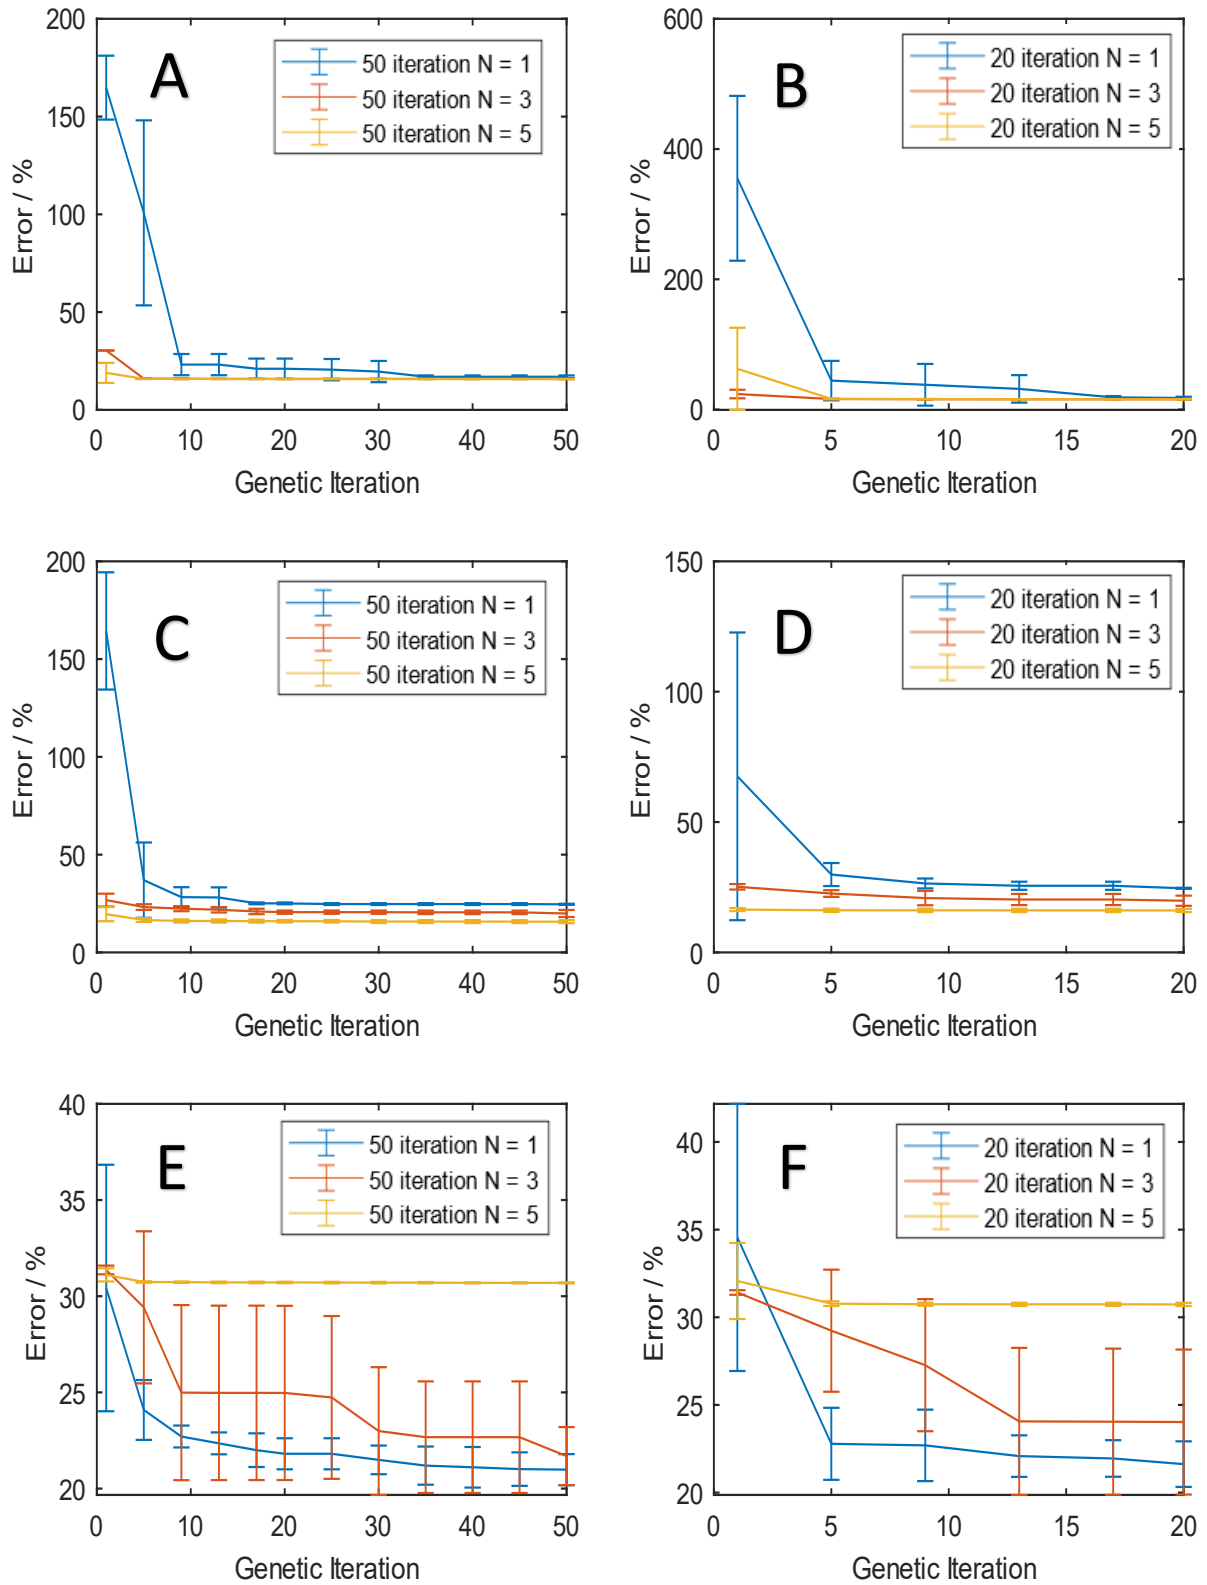 200
150
100
50
0
Error / %
A
50 iteration N = 1
50 iteration N = 3
50 iteration N = 5
0 10 20 30 40 50
Genetic Iteration
600
400
200
0
Error / %
B
20 iteration N = 1
20 iteration N = 3
20 iteration N = 5
0 5 10 15 20
Genetic Iteration
200
150
100
50
0
Error / %
C
50 iteration N = 1
50 iteration N = 3
50 iteration N = 5
0 10 20 30 40 50
Genetic Iteration
150
100
50
0
Error / %
D
20 iteration N = 1
20 iteration N = 3
20 iteration N = 5
0 5 10 15 20
Genetic Iteration
40
35
30
25
20
Error / %
E
50 iteration N = 1
50 iteration N = 3
50 iteration N = 5
0 10 20 30 40 50
Genetic Iteration
40
35
30
25
20
Error / %
F
20 iteration N = 1
20 iteration N = 3
20 iteration N = 5
0 5 10 15 20
Genetic Iteration